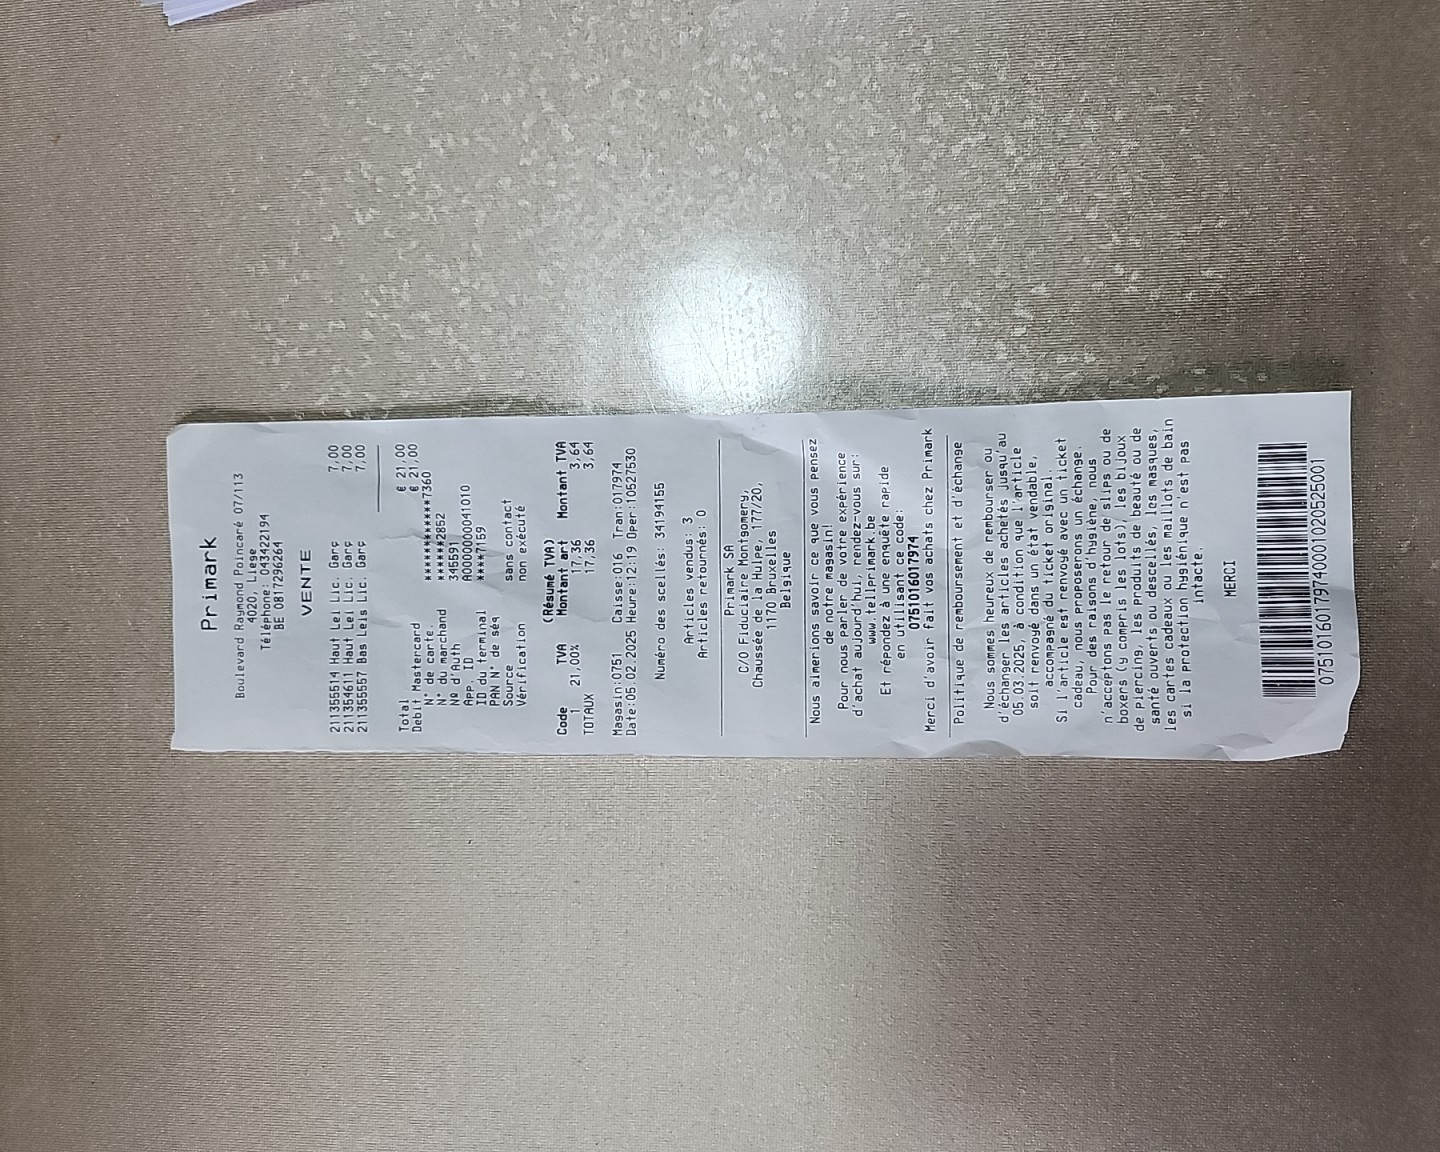 Primark
Boulevard Raymond Poincaré 07/113
4020, Liege
Téléphone:043422194
BE 0817296264
VENTE
211355514 Haut Lei Lic. Garç 7,00
211354611 Haut Lei Lic. Garç 7,00
211355557 Bas Leis Lic. Garç 7,00
Total € 21,00
Debit Mastercard € 21,00
N° de carte. ************7360
N° du marchand ******2852
Nº d'Auth 345591
App. ID A0000000041010
ID du terminal ****7159
PAN N° de séq
Source sans contact
Vérification non exécuté
(Résumé TVA)
Code TVA Montant art Montant TVA
1 21,00% 17,36 3,64
TOTAUX 17,36 3,64
Magasin:0751 Caisse:016 Tran:017974
Date:05.02.2025 Heure:12:19 Oper:10527530
Numéro des scellés: 34194155
Articles vendus: 3
Articles retournés: 0
Primark SA
C/O Fiduciaire Montgomery,
Chaussée de la Hulpe, 177/20,
1170 Bruxelles
Belgique
Nous aimerions savoir ce que vous pensez
de notre magasin!
Pour nous parler de votre expérience
d'achat aujourd'hui, rendez-vous sur:
www.tellprimark.be
Et répondez à une enquête rapide
en utilisant ce code:
075101601797​4
Merci d'avoir fait vos achats chez Primark
Politique de remboursement et d'échange
Nous sommes heureux de rembourser ou
d'échanger les articles achetés jusqu'au
05.03.2025, à condition que l'article
soit renvoyé dans un état vendable,
accompagné du ticket original.
Si l'article est renvoyé avec un ticket
cadeau, nous proposerons un échange.
Pour des raisons d'hygiène, nous
n'acceptons pas le retour de slips ou de
boxers (y compris les lots), les bijoux
de piercing, les produits de beauté ou de
santé ouverts ou descellés, les masques,
les cartes cadeaux ou les maillots de bain
si la protection hygiénique n'est pas
intacte.
MERCI
0751016017974000102052​5001